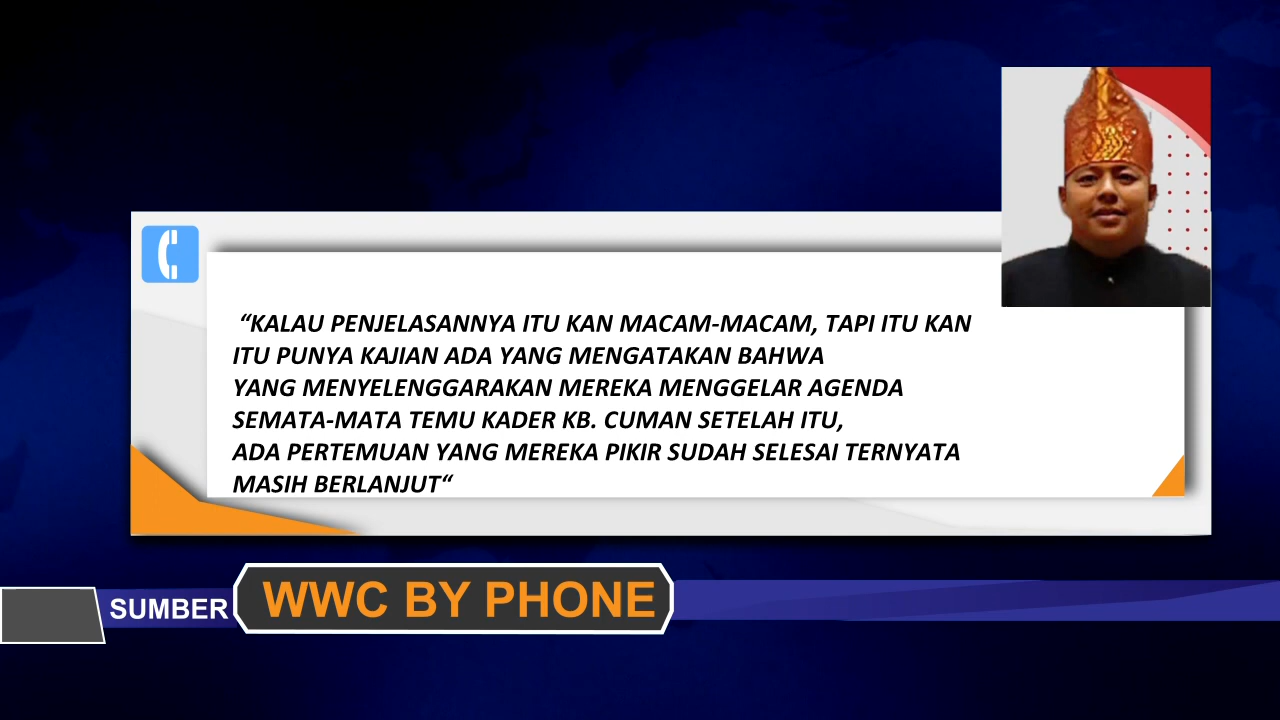 “KALAU PENJELASANNYA ITU KAN MACAM-MACAM, TAPI ITU KAN
ITU PUNYA KAJIAN ADA YANG MENGATAKAN BAHWA
YANG MENYELENGGARAKAN MEREKA MENGGELAR AGENDA
SEMATA-MATA TEMU KADER KB. CUMAN SETELAH ITU,
ADA PERTEMUAN YANG MEREKA PIKIR SUDAH SELESAI TERNYATA
MASIH BERLANJUT“
SUMBER WWC BY PHONE